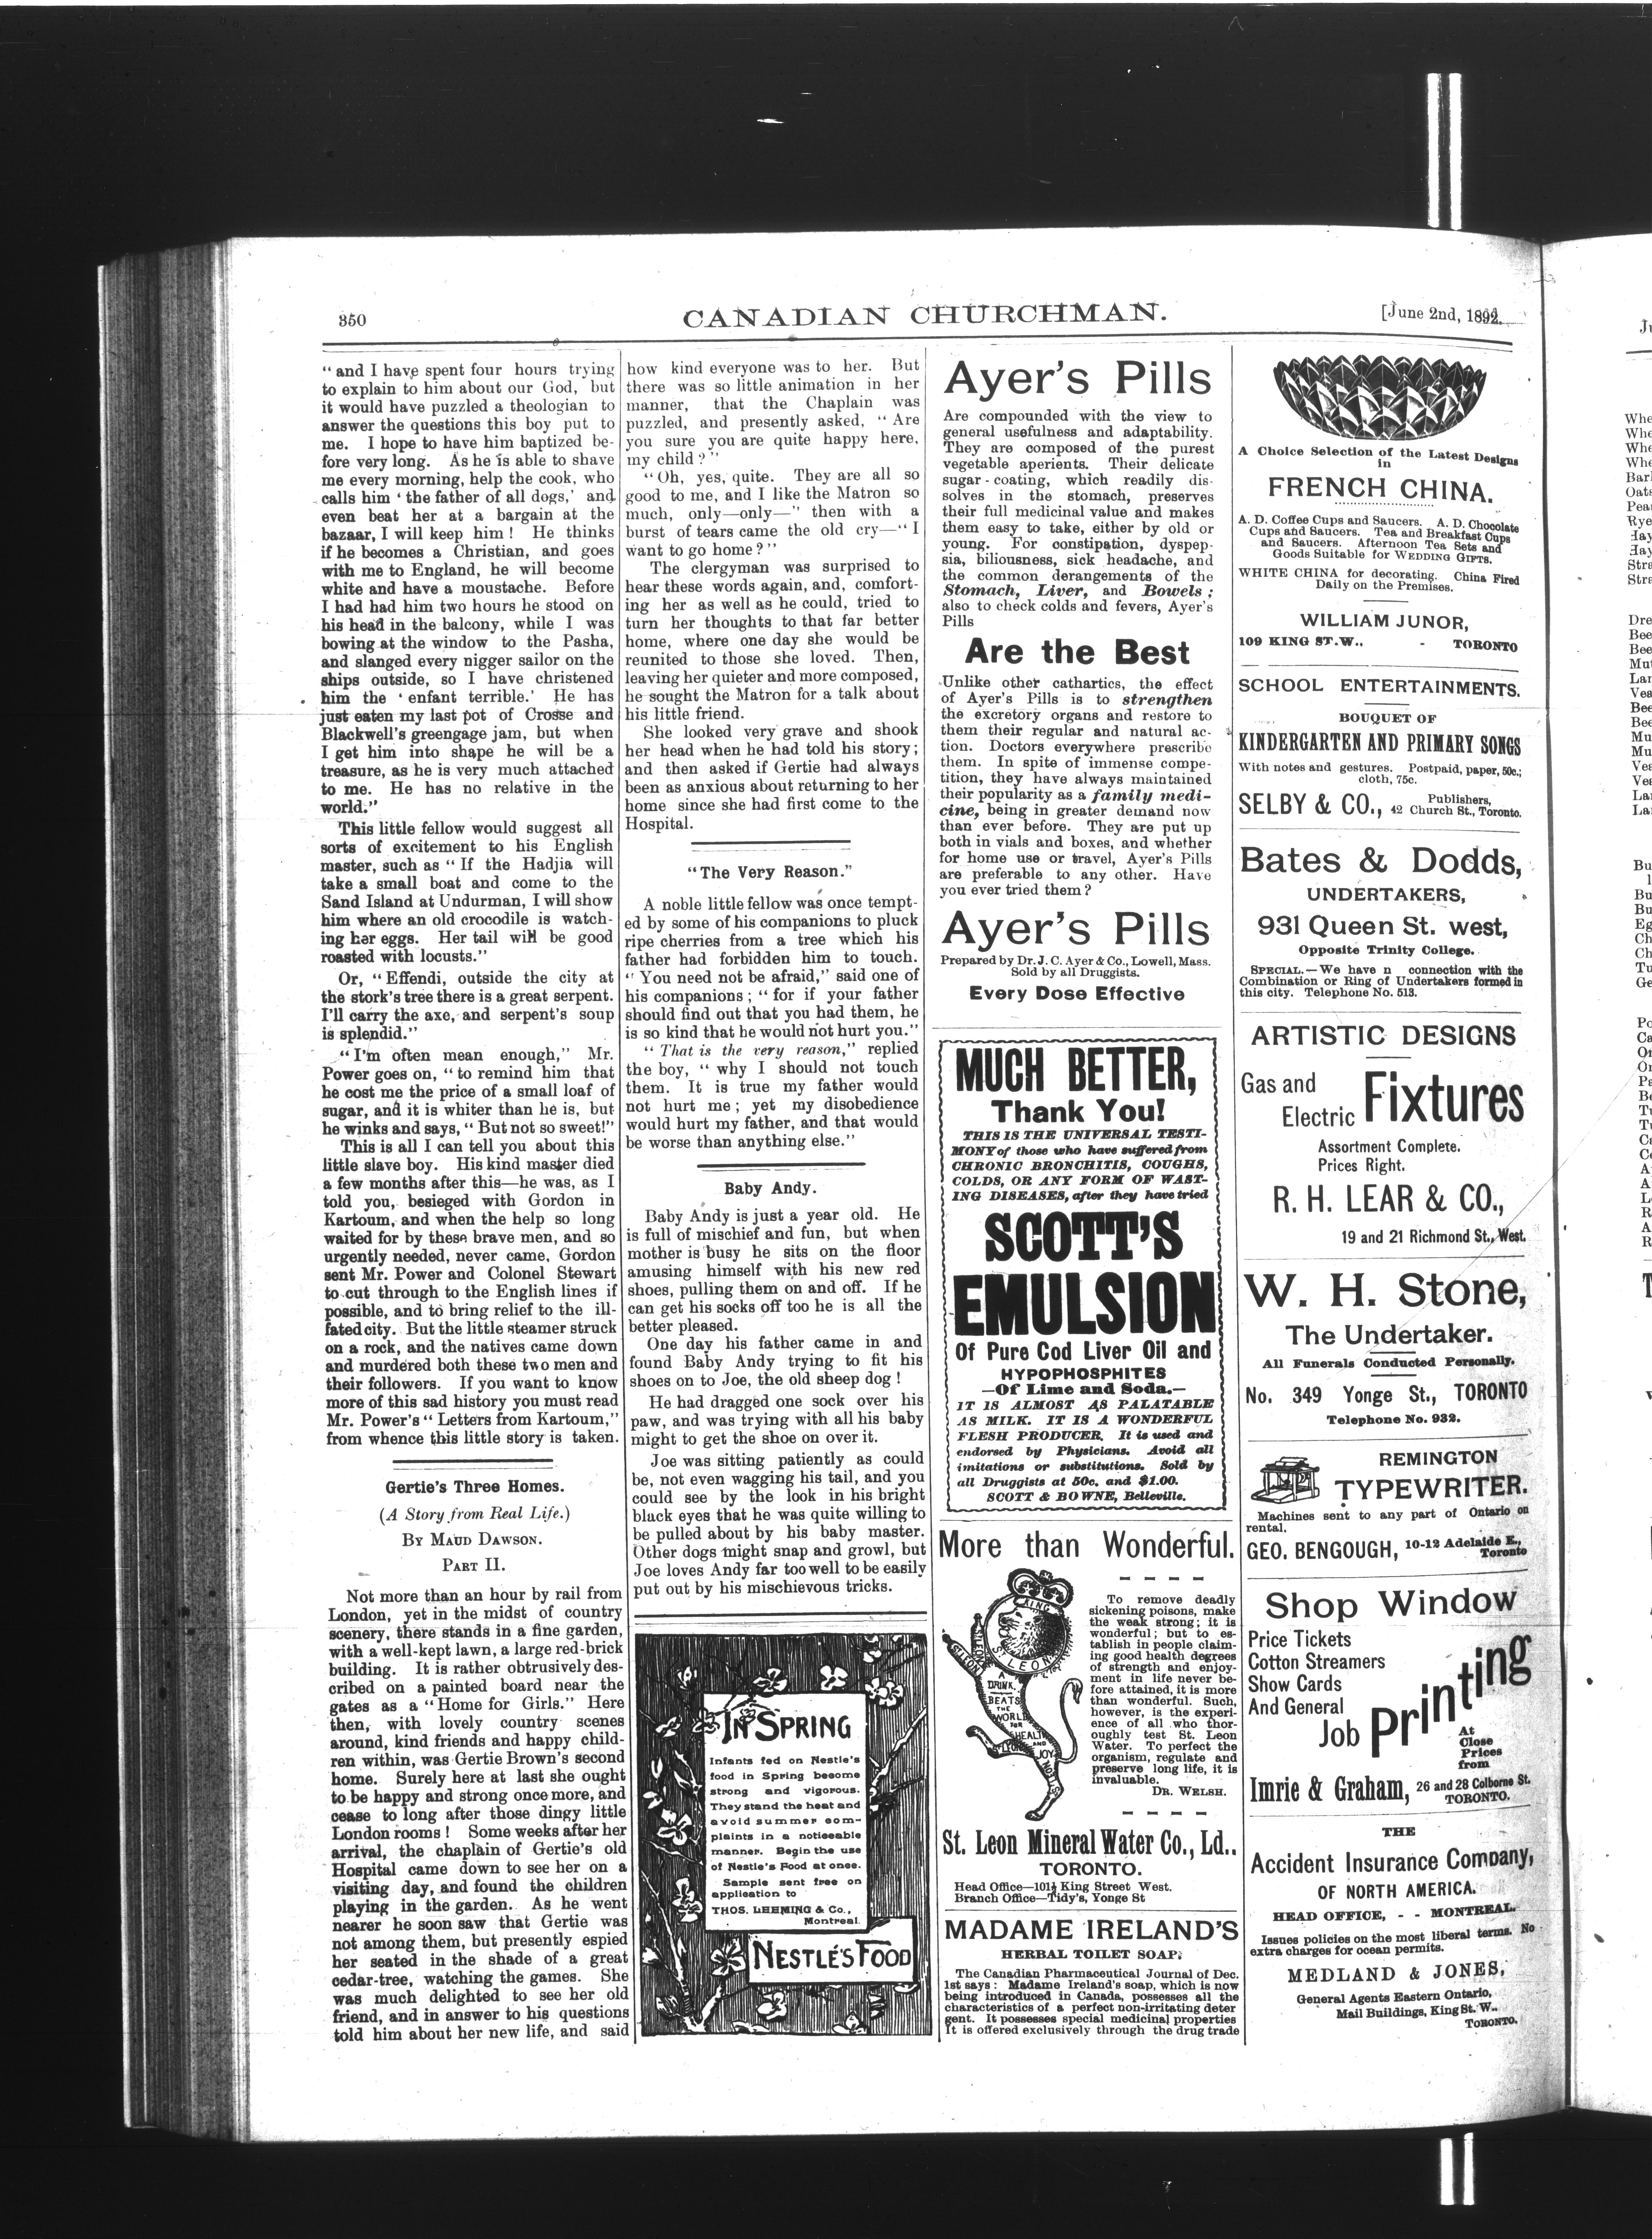 350
CANADIAN CHURCHMAN.
[June 2nd, 1892.
“ and I have spent four hours trying
to explain to him about our God, but
it would have puzzled a theologian to
answer the questions this boy put to
me. I hope to have him baptized be-
fore very long. As he is able to shave
me every morning, help the cook, who
calls him ‘ the father of all dogs,’ and
even beat her at a bargain at the
bazaar, I will keep him ! He thinks
if he becomes a Christian, and goes
with me to England, he will become
white and have a moustache. Before
I had had him two hours he stood on
his head in the balcony, while I was
bowing at the window to the Pasha,
and slanged every nigger sailor on the
ships outside, so I have christened
him the ‘ enfant terrible.’ He has
just eaten my last pot of Crosse and
Blackwell's greengage jam, but when
I get him into shape he will be a
treasure, as he is very much attached
to me. He has no relative in the
world.”
This little fellow would suggest all
sorts of excitement to his English
master, such as “ If the Hadjia will
take a small boat and come to the
Sand Island at Undurman, I will show
him where an old crocodile is watch-
ing her eggs. Her tail will be good
roasted with locusts.”
Or, “ Effendi, outside the city at
the stork's tree there is a great serpent.
I'll carry the axe, and serpent's soup
is splendid.”
“ I'm often mean enough,” Mr.
Power goes on, “ to remind him that
he cost me the price of a small loaf of
sugar, and it is whiter than he is, but
he winks and says, “ But not so sweet!”
This is all I can tell you about this
little slave boy. His kind master died
a few months after this—he was, as I
told you, besieged with Gordon in
Kartoum, and when the help so long
waited for by these brave men, and so
urgently needed, never came, Gordon
sent Mr. Power and Colonel Stewart
to cut through to the English lines if
possible, and to bring relief to the ill-
fated city. But the little steamer struck
on a rock, and the natives came down
and murdered both these two men and
their followers. If you want to know
more of this sad history you must read
Mr. Power's “ Letters from Kartoum,”
from whence this little story is taken.
Gertie's Three Homes.
(A Story from Real Life.)
BY MAUD DAWSON.
PART II.
Not more than an hour by rail from
London, yet in the midst of country
scenery, there stands in a fine garden,
with a well-kept lawn, a large red-brick
building. It is rather obtrusively des-
cribed on a painted board near the
gates as a “ Home for Girls.” Here
then, with lovely country scenes
around, kind friends and happy child-
ren within, was Gertie Brown's second
home. Surely here at last she ought
to be happy and strong once more, and
cease to long after those dingy little
London rooms ! Some weeks after her
arrival, the chaplain of Gertie's old
Hospital came down to see her on a
visiting day, and found the children
playing in the garden. As he went
nearer he soon saw that Gertie was
not among them, but presently espied
her seated in the shade of a great
cedar-tree, watching the games. She
was much delighted to see her old
friend, and in answer to his questions
told him about her new life, and said
how kind everyone was to her. But
there was so little animation in her
manner, that the Chaplain was
puzzled, and presently asked, “ Are
you sure you are quite happy here,
my child ? ”
“ Oh, yes, quite. They are all so
good to me, and I like the Matron so
much, only—only—” then with a
burst of tears came the old cry—“ I
want to go home ? ”
The clergyman was surprised to
hear these words again, and, comfort-
ing her as well as he could, tried to
turn her thoughts to that far better
home, where one day she would be
reunited to those she loved. Then,
leaving her quieter and more composed,
he sought the Matron for a talk about
his little friend.
She looked very grave and shook
her head when he had told his story ;
and then asked if Gertie had always
been as anxious about returning to her
home since she had first come to the
Hospital.
“The Very Reason.”
A noble little fellow was once tempt-
ed by some of his companions to pluck
ripe cherries from a tree which his
father had forbidden him to touch.
“ You need not be afraid,” said one of
his companions ; “ for if your father
should find out that you had them, he
is so kind that he would not hurt you.”
“ That is the very reason,” replied
the boy, “ why I should not touch
them. It is true my father would
not hurt me ; yet my disobedience
would hurt my father, and that would
be worse than anything else.”
Baby Andy.
Baby Andy is just a year old. He
is full of mischief and fun, but when
mother is busy he sits on the floor
amusing himself with his new red
shoes, pulling them on and off. If he
can get his socks off too he is all the
better pleased.
One day his father came in and
found Baby Andy trying to fit his
shoes on to Joe, the old sheep dog !
He had dragged one sock over his
paw, and was trying with all his baby
might to get the shoe on over it.
Joe was sitting patiently as could
be, not even wagging his tail, and you
could see by the look in his bright
black eyes that he was quite willing to
be pulled about by his baby master.
Other dogs might snap and growl, but
Joe loves Andy far too well to be easily
put out by his mischievous tricks.
IN SPRING
Infants fed on Nestle's
food in Spring become
strong and vigorous.
They stand the heat and
avoid summer com-
plaints in a noticeable
manner. Begin the use
of Nestle's Food at once.
Sample sent free on
application to
THOS. LEEMING & Co.,
Montreal.
NESTLÉ'S FOOD
Ayer's Pills
Are compounded with the view to
general usefulness and adaptability.
They are composed of the purest
vegetable aperients. Their delicate
sugar-coating, which readily dis-
solves in the stomach, preserves
their full medicinal value and makes
them easy to take, either by old or
young. For constipation, dyspep-
sia, biliousness, sick headache, and
the common derangements of the
Stomach, Liver, and Bowels ;
also to check colds and fevers, Ayer's
Pills
Are the Best
Unlike other cathartics, the effect
of Ayer's Pills is to strengthen
the excretory organs and restore to
them their regular and natural ac-
tion. Doctors everywhere prescribe
them. In spite of immense compe-
tition, they have always maintained
their popularity as a family medi-
cine, being in greater demand now
than ever before. They are put up
both in vials and boxes, and whether
for home use or travel, Ayer's Pills
are preferable to any other. Have
you ever tried them ?
Ayer's Pills
Prepared by Dr. J. C. Ayer & Co., Lowell, Mass.
Sold by all Druggists.
Every Dose Effective
MUCH BETTER,
Thank You!
THIS IS THE UNIVERSAL TESTI-
MONY of those who have suffered from
CHRONIC BRONCHITIS, COUGHS,
COLDS, OR ANY FORM OF WAST-
ING DISEASES, after they have tried
SCOTT'S
EMULSION
Of Pure Cod Liver Oil and
HYPOPHOSPHITES
—Of Lime and Soda.—
IT IS ALMOST AS PALATABLE
AS MILK. IT IS A WONDERFUL
FLESH PRODUCER. It is used and
endorsed by Physicians. Avoid all
imitations or substitutions. Sold by
all Druggists at 50c. and $1.00.
SCOTT & BOWNE, Belleville.
More than Wonderful.
KING
ST. LEON
A
DRINK.
BEATS
THE
WORLD
FOR
HEALTH
AND
JOY
To remove deadly
sickening poisons, make
the weak strong ; it is
wonderful ; but to es-
tablish in people claim-
ing good health degrees
of strength and enjoy-
ment in life never be-
fore attained, it is more
than wonderful. Such,
however, is the experi-
ence of all who thor-
oughly test St. Leon
Water. To perfect the
organism, regulate and
preserve long life, it is
invaluable.
DR. WELSH.
St. Leon Mineral Water Co., Ld..
TORONTO.
Head Office—101½ King Street West.
Branch Office—Tidy's, Yonge St
MADAME IRELAND'S
HERBAL TOILET SOAP.
The Canadian Pharmaceutical Journal of Dec.
1st says : Madame Ireland's soap, which is now
being introduced in Canada, possesses all the
characteristics of a perfect non-irritating deter
gent. It possesses special medicinal properties
It is offered exclusively through the drug trade
A Choice Selection of the Latest Designs
in
FRENCH CHINA.
A. D. Coffee Cups and Saucers. A. D. Chocolate
Cups and Saucers. Tea and Breakfast Cups
and Saucers. Afternoon Tea Sets and
Goods Suitable for WEDDING GIFTS.
WHITE CHINA for decorating. China Fired
Daily on the Premises.
WILLIAM JUNOR,
109 KING ST. W., - TORONTO
SCHOOL ENTERTAINMENTS.
BOUQUET OF
KINDERGARTEN AND PRIMARY SONGS
With notes and gestures. Postpaid, paper, 50c.;
cloth, 75c.
SELBY & CO., Publishers,
42 Church St., Toronto.
Bates & Dodds,
UNDERTAKERS,
931 Queen St. west,
Opposite Trinity College.
SPECIAL.—We have n connection with the
Combination or Ring of Undertakers formed in
this city. Telephone No. 513.
ARTISTIC DESIGNS
Gas and
Electric Fixtures
Assortment Complete.
Prices Right.
R. H. LEAR & CO.,
19 and 21 Richmond St., West.
W. H. Stone,
The Undertaker.
All Funerals Conducted Personally.
No. 349 Yonge St., TORONTO
Telephone No. 932.
REMINGTON
TYPEWRITER.
Machines sent to any part of Ontario on
rental.
GEO. BENGOUGH, 10-12 Adelaide E.,
Toronto
Shop Window
Price Tickets
Cotton Streamers
Show Cards
And General
Job Printing
At
Close
Prices
from
Imrie & Graham, 26 and 28 Colborne St.
TORONTO.
THE
Accident Insurance Company,
OF NORTH AMERICA.
HEAD OFFICE, - - MONTREAL.
Issues policies on the most liberal terms. No
extra charges for ocean permits.
MEDLAND & JONES,
General Agents Eastern Ontario,
Mail Buildings, King St. W.,
TORONTO.